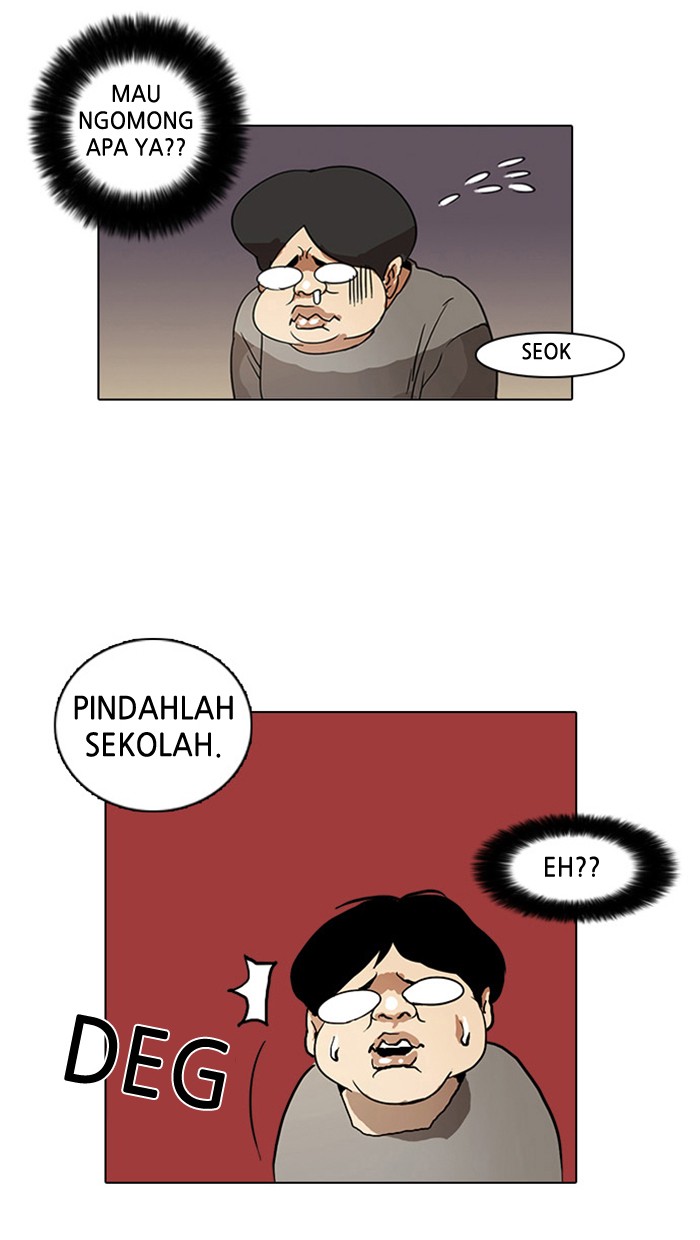 MAU
NGOMONG
APA YA??
SEOK
PINDAHLAH
SEKOLAH.
EH??
DEG